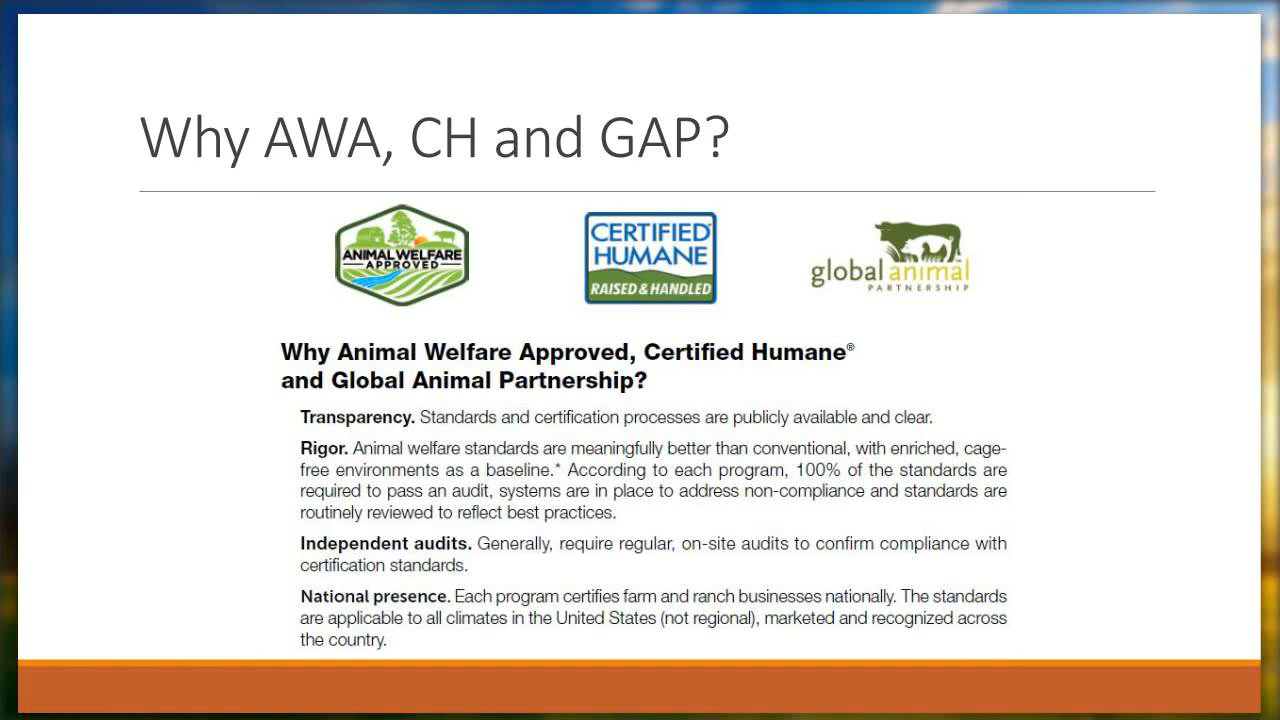 Why AWA, CH and GAP?
ANIMAL WELFARE
APPROVED
CERTIFIED®
HUMANE
RAISED & HANDLED
global animal™
PARTNERSHIP
Why Animal Welfare Approved, Certified Humane®
and Global Animal Partnership?
Transparency. Standards and certification processes are publicly available and clear.
Rigor. Animal welfare standards are meaningfully better than conventional, with enriched, cage-
free environments as a baseline.* According to each program, 100% of the standards are
required to pass an audit, systems are in place to address non-compliance and standards are
routinely reviewed to reflect best practices.
Independent audits. Generally, require regular, on-site audits to confirm compliance with
certification standards.
National presence. Each program certifies farm and ranch businesses nationally. The standards
are applicable to all climates in the United States (not regional), marketed and recognized across
the country.